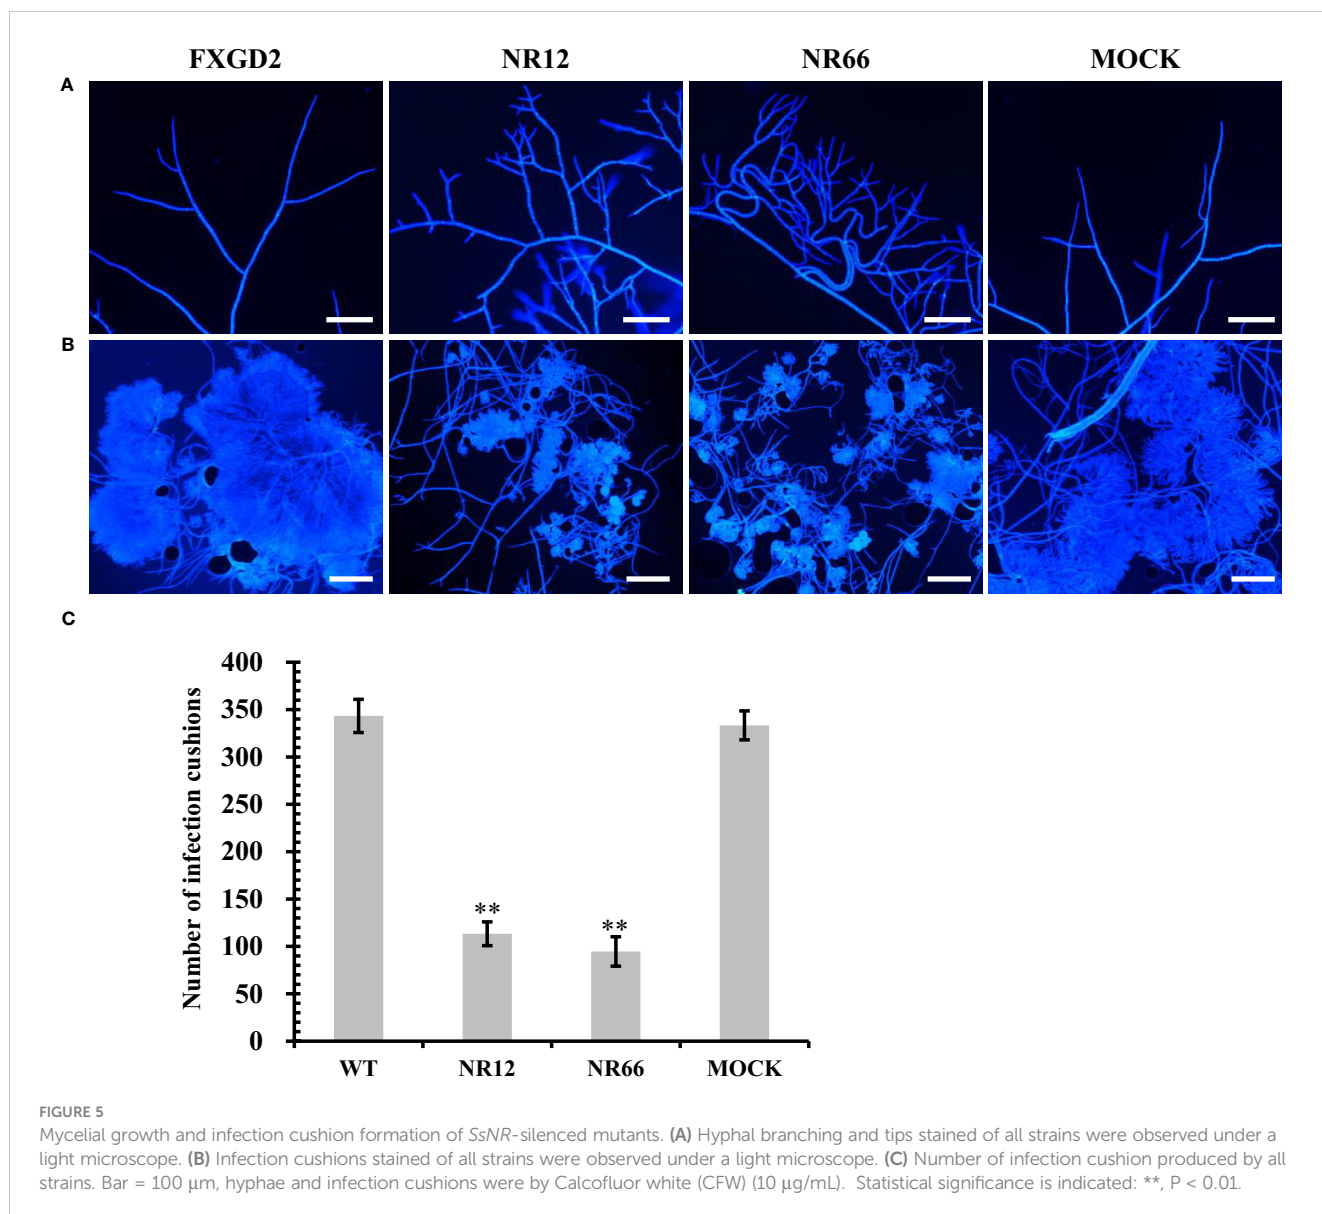 FXGD2 NR12 NR66 MOCK
A
B
C
400
350
300
250
200
150
100
50
0
Number of infection cushions
** **
WT NR12 NR66 MOCK
FIGURE 5
Mycelial growth and infection cushion formation of SsNR-silenced mutants. (A) Hyphal branching and tips stained of all strains were observed under a
light microscope. (B) Infection cushions stained of all strains were observed under a light microscope. (C) Number of infection cushion produced by all
strains. Bar = 100 μm, hyphae and infection cushions were by Calcofluor white (CFW) (10 μg/mL). Statistical significance is indicated: **, P < 0.01.